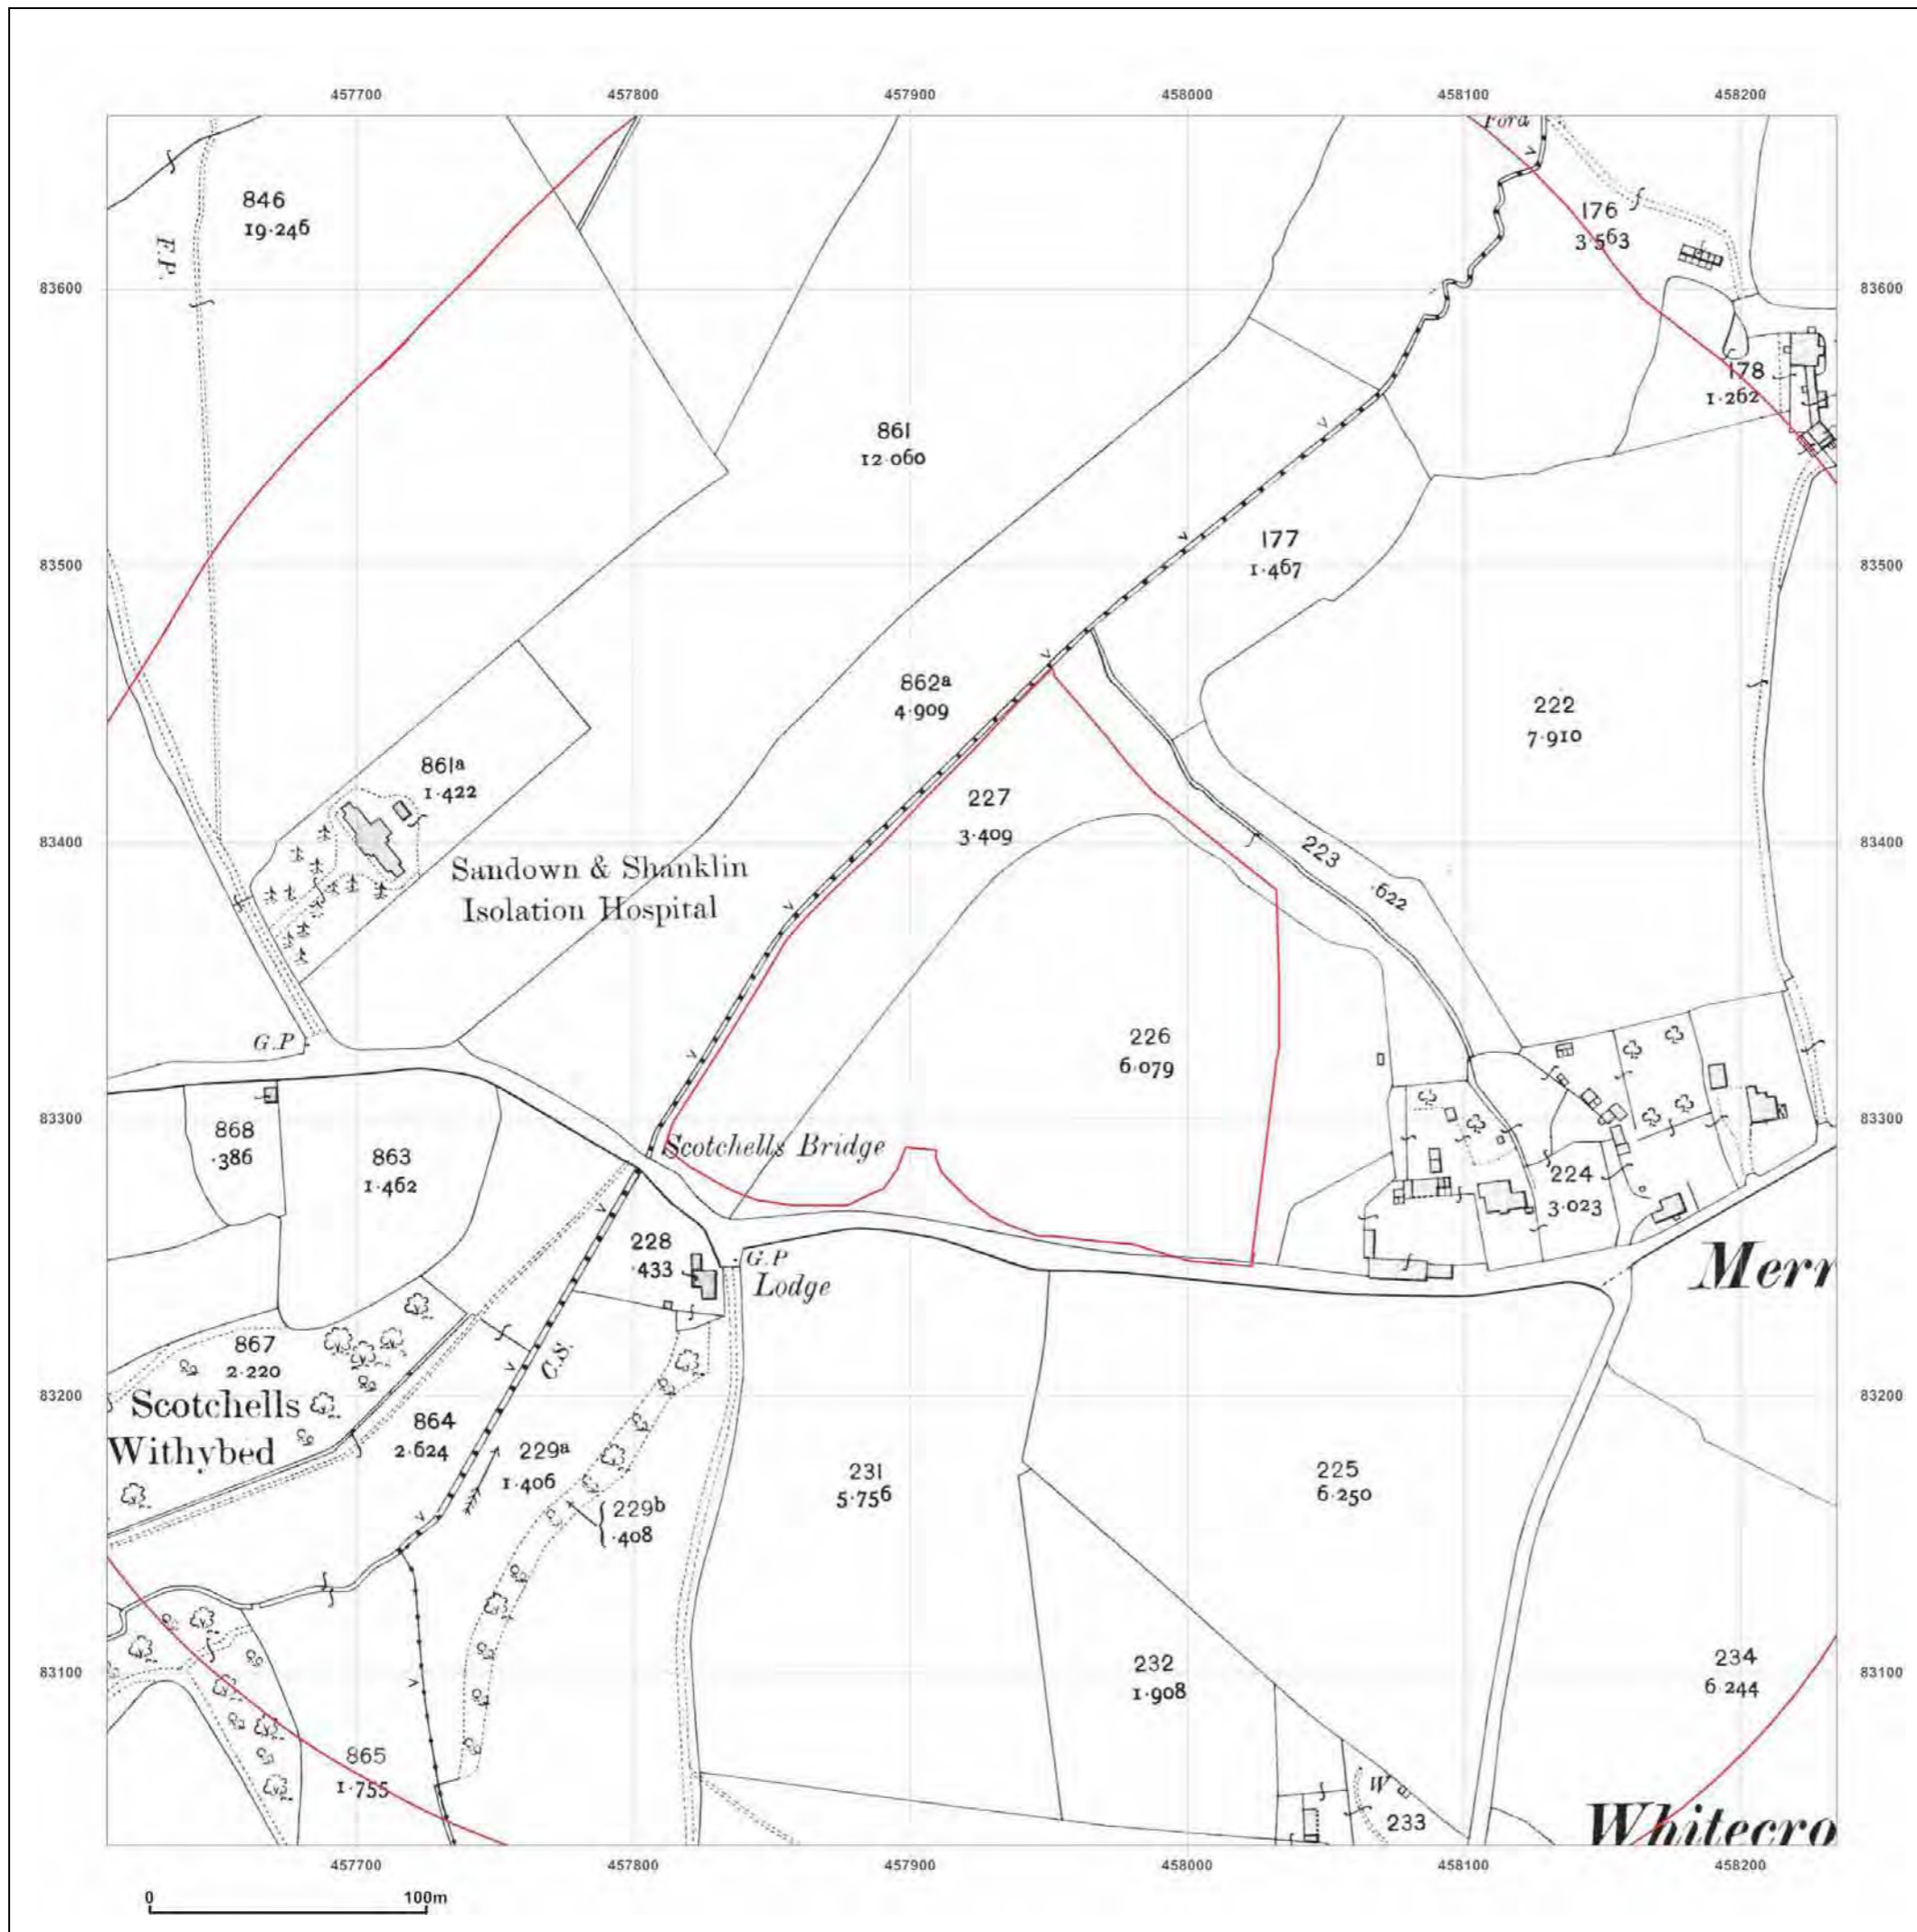 457700 457800 457900 458000 458100 458200
Ford
846
19·246
176
3·563
F.P.
83600 83600
178
1·262
861
12·060
177
1·467
83500 83500
862a
4·909
222
7·910
861a
1·422
227
3·409
83400 83400
223
·622
Sandown & Shanklin
Isolation Hospital
G.P
226
6·079
868
·386
863
1·462
83300 83300
Scotchells Bridge
224
3·023
228
·433
G.P
Lodge
Merr
C.S.
867
2·220
83200 83200
Scotchells
Withybed
864
2·624
229a
1·406
229b
·408
231
5·756
225
6·250
232
1·908
234
6·244
83100 83100
865
1·755
W
233
Whitecro
457700 457800 457900 458000 458100 458200
0 100m